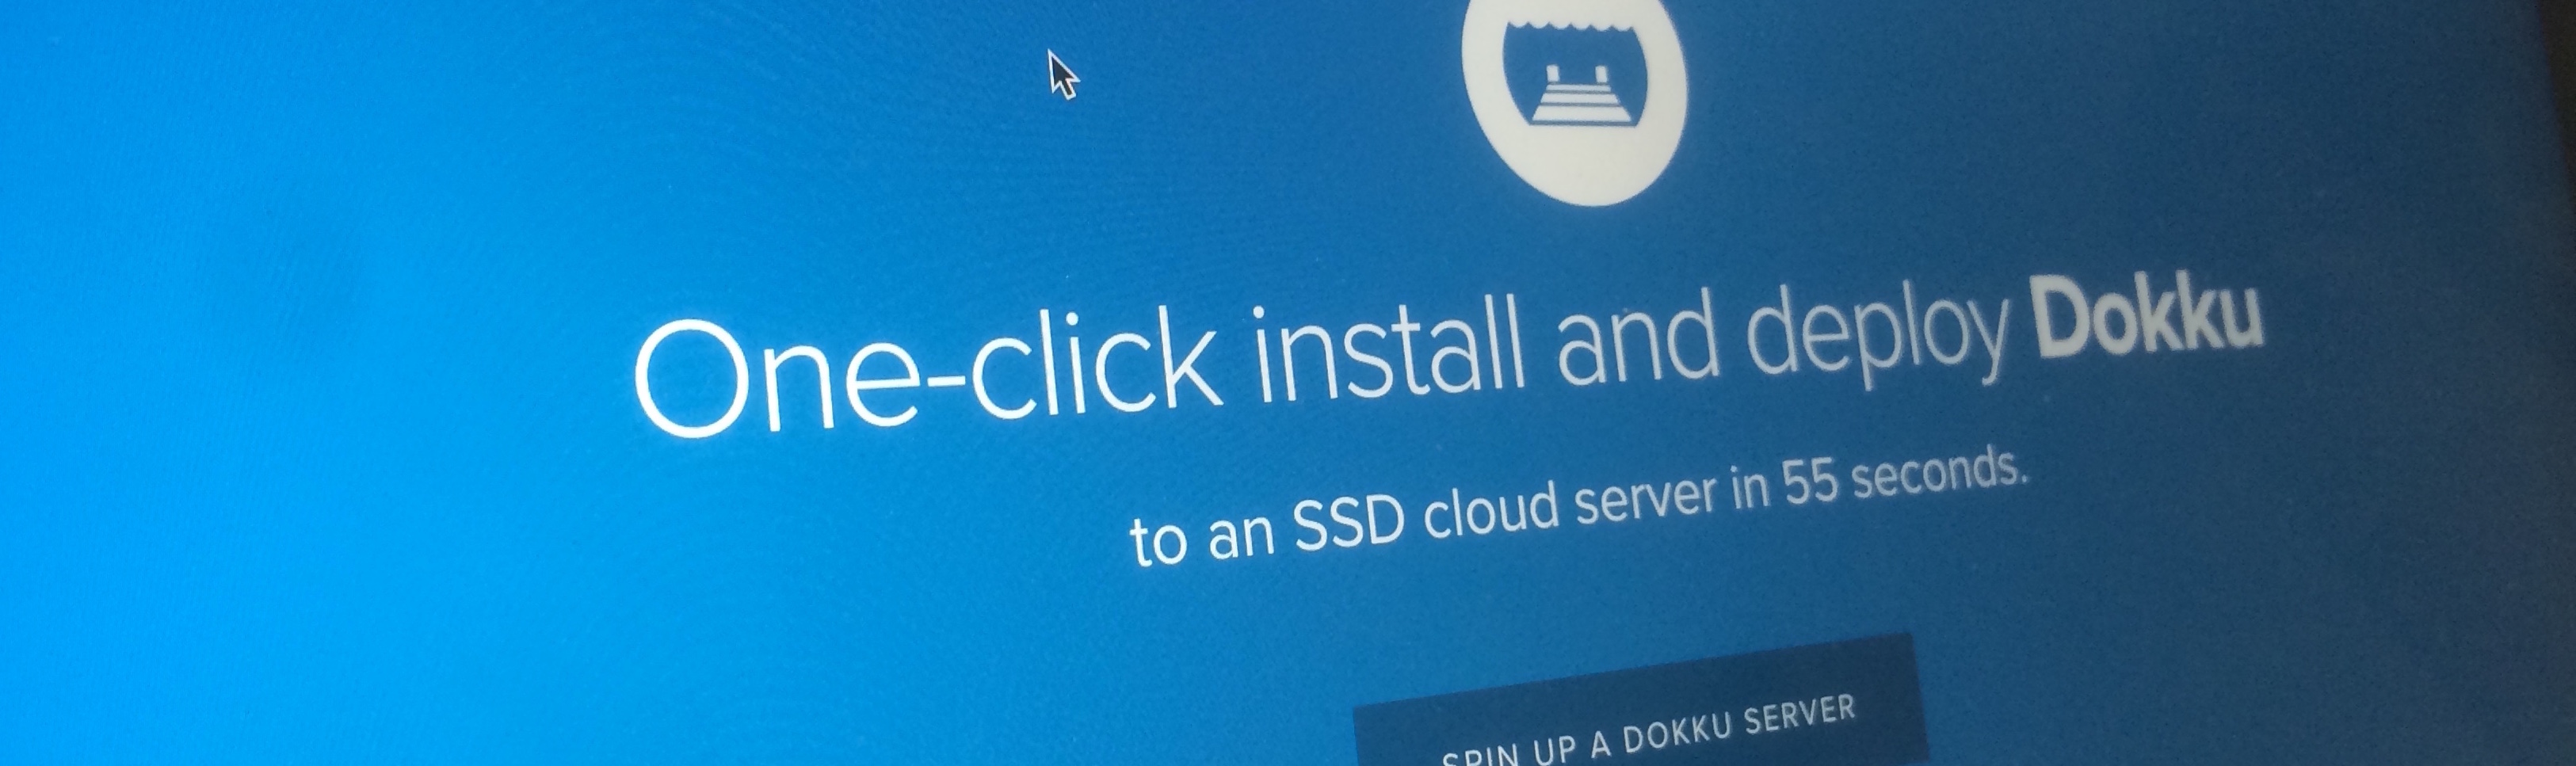 One-click install and deploy Dokku
to an SSD cloud server in 55 seconds.
SPIN UP A DOKKU SERVER